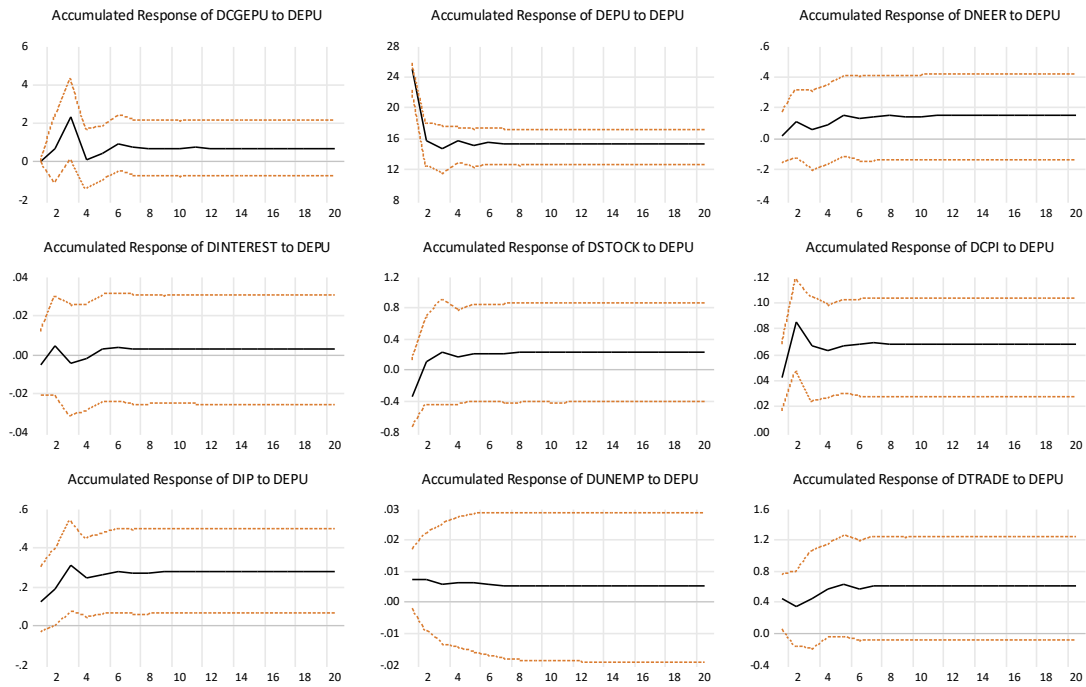 Accumulated Response of DCGEPU to DEPU
6
4
2
0
-2
2 4 6 8 10 12 14 16 18 20
Accumulated Response of DEPU to DEPU
28
24
20
16
12
8
2 4 6 8 10 12 14 16 18 20
Accumulated Response of DNEER to DEPU
.6
.4
.2
.0
-.2
-.4
2 4 6 8 10 12 14 16 18 20
Accumulated Response of DINTEREST to DEPU
.04
.02
.00
-.02
-.04
2 4 6 8 10 12 14 16 18 20
Accumulated Response of DSTOCK to DEPU
1.2
0.8
0.4
0.0
-0.4
-0.8
2 4 6 8 10 12 14 16 18 20
Accumulated Response of DCPI to DEPU
.12
.10
.08
.06
.04
.02
.00
2 4 6 8 10 12 14 16 18 20
Accumulated Response of DIP to DEPU
.6
.4
.2
.0
-.2
2 4 6 8 10 12 14 16 18 20
Accumulated Response of DUNEMP to DEPU
.03
.02
.01
.00
-.01
-.02
2 4 6 8 10 12 14 16 18 20
Accumulated Response of DTRADE to DEPU
1.6
1.2
0.8
0.4
0.0
-0.4
2 4 6 8 10 12 14 16 18 20